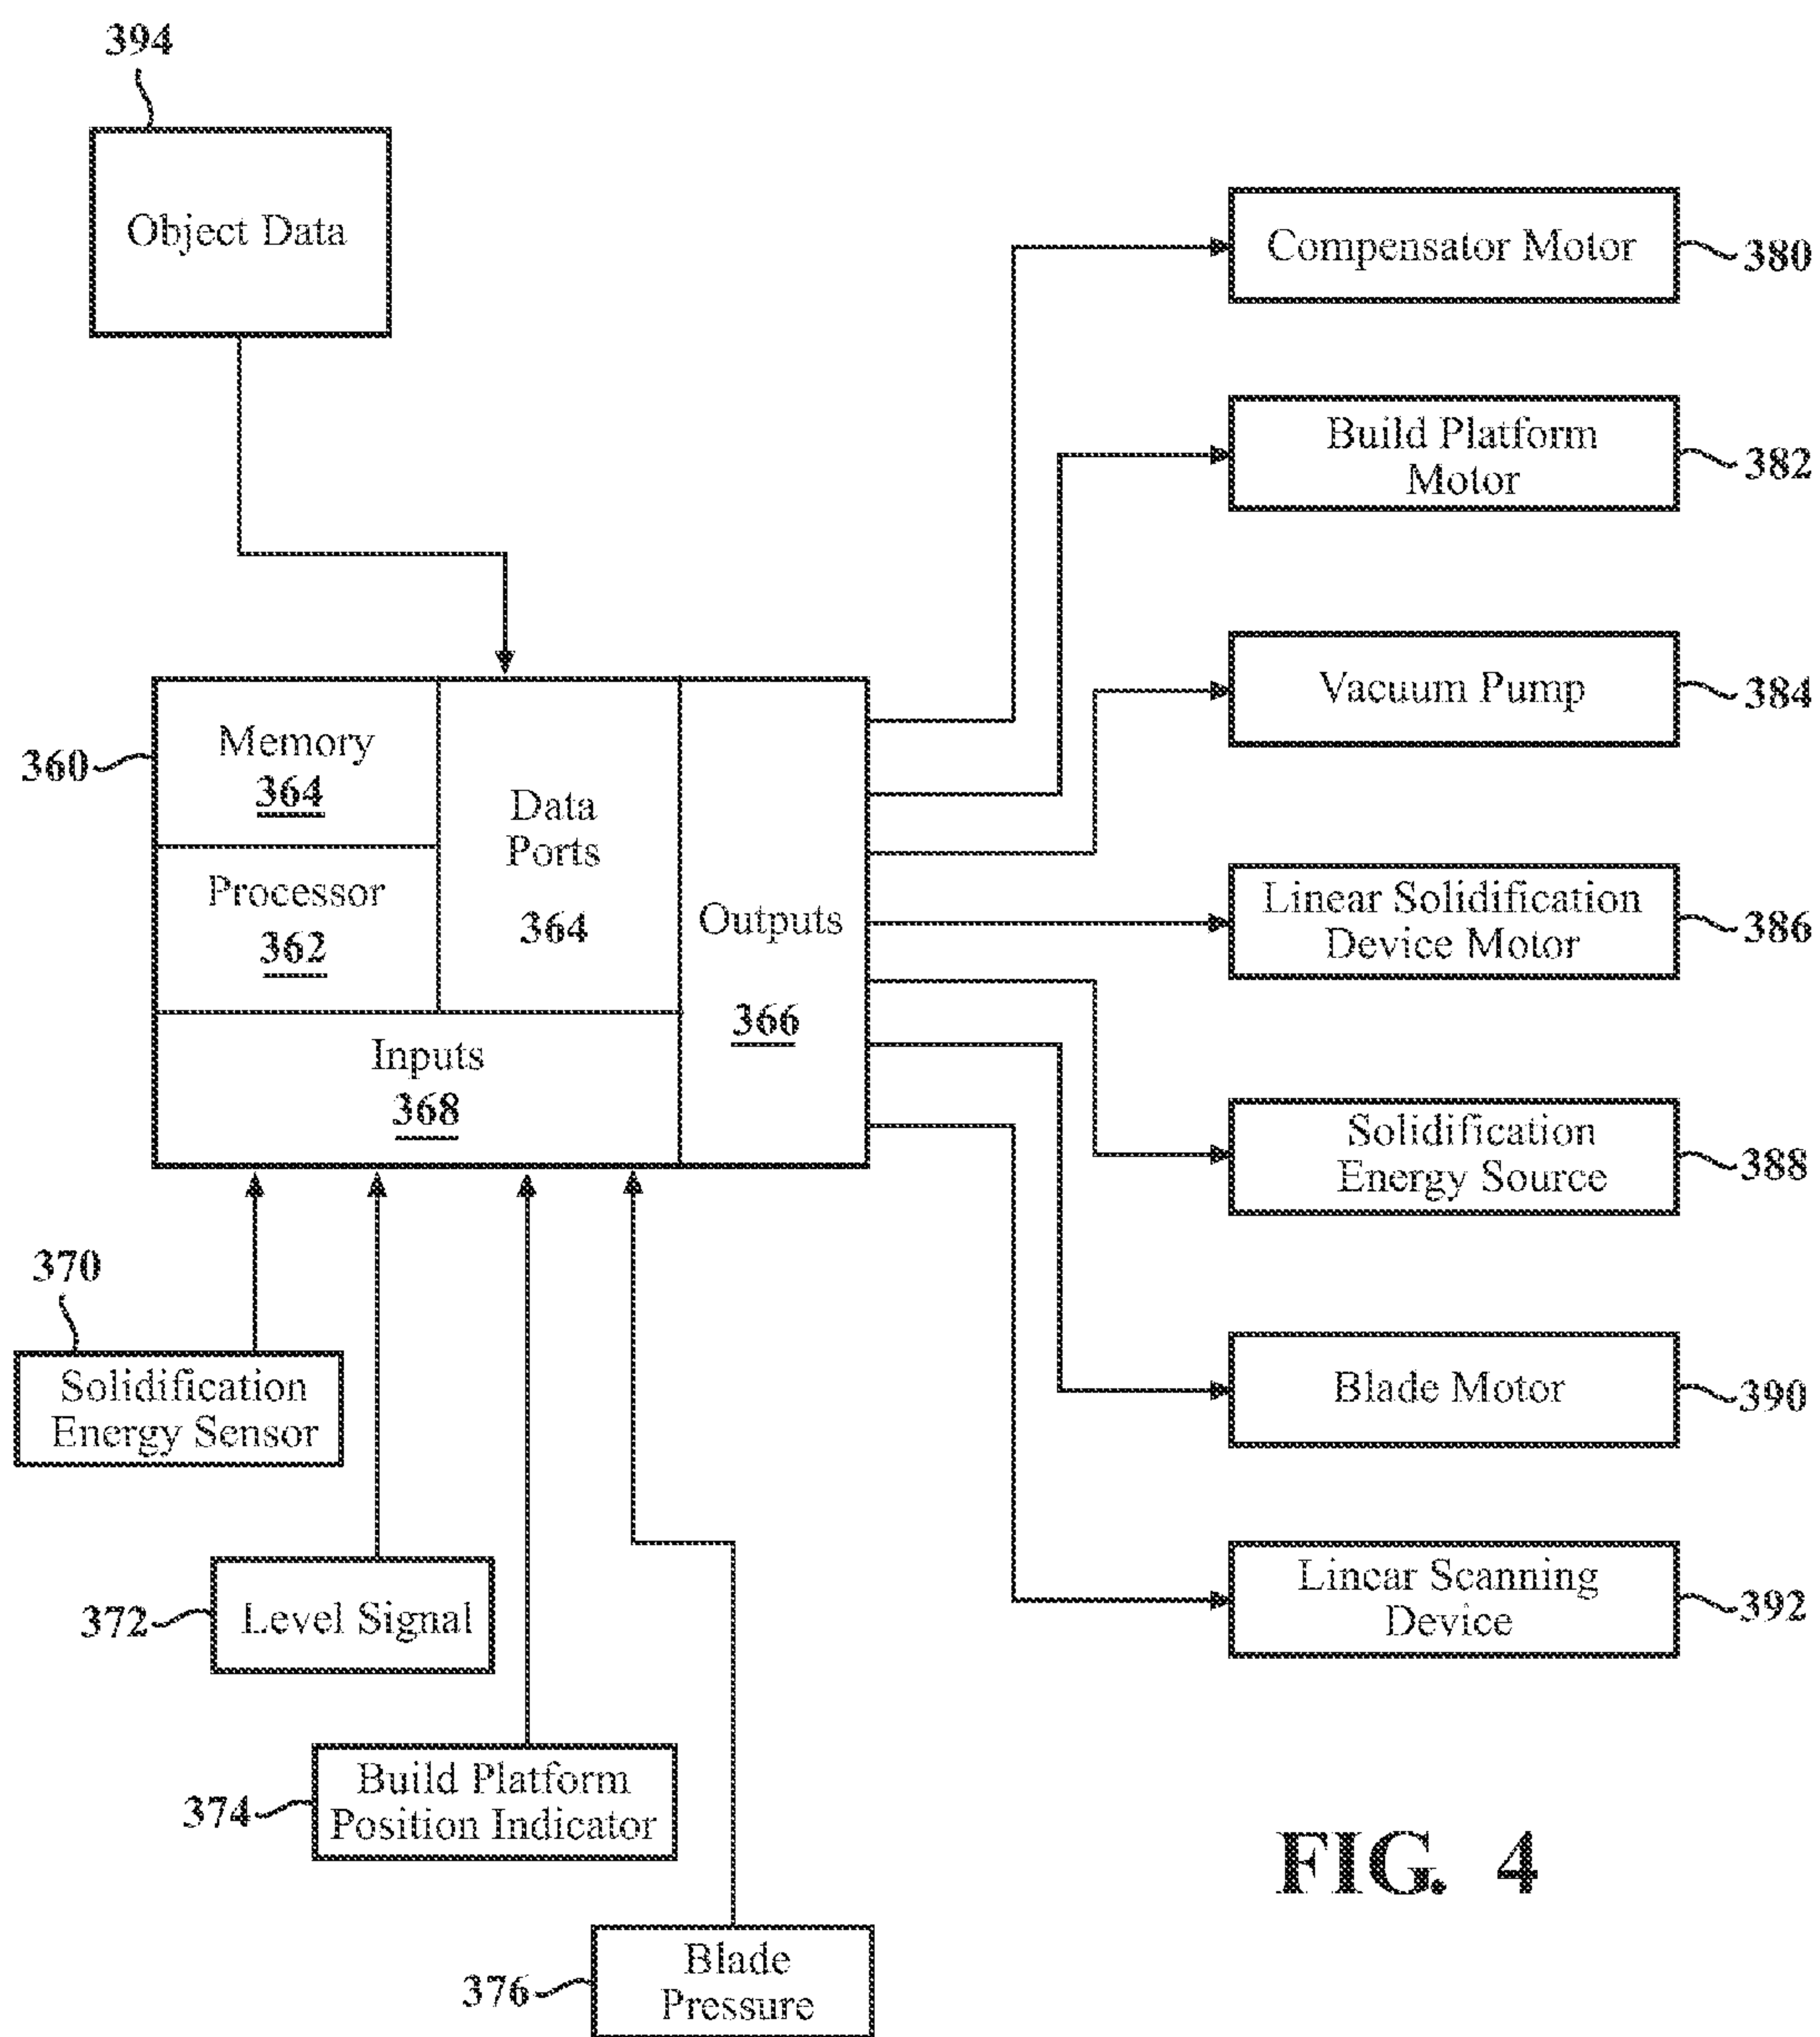 394
Object Data
Compensator Motor
380
Build Platform
Motor
382
Vacuum Pump
384
Linear Solidification
Device Motor
386
Solidification
Energy Source
388
Blade Motor
390
Linear Scanning
Device
392
360
Memory
364
Processor
362
Data
Ports
364
Outputs
366
Inputs
368
370
Solidification
Energy Sensor
372
Level Signal
374
Build Platform
Position Indicator
376
Blade
Pressure
FIG. 4